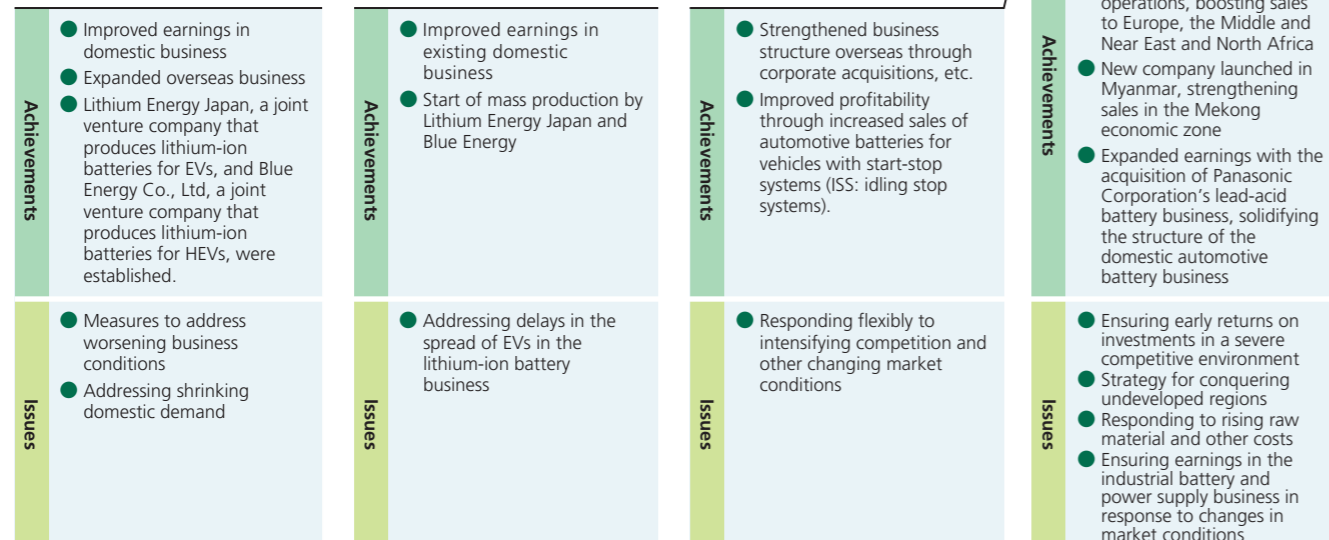 Achievements
● Improved earnings in
domestic business
● Expanded overseas business
● Lithium Energy Japan, a joint
venture company that
produces lithium-ion
batteries for EVs, and Blue
Energy Co., Ltd, a joint
venture company that
produces lithium-ion
batteries for HEVs, were
established.
Issues
● Measures to address
worsening business
conditions
● Addressing shrinking
domestic demand
Achievements
● Improved earnings in
existing domestic
business
● Start of mass production by
Lithium Energy Japan and
Blue Energy
Issues
● Addressing delays in the
spread of EVs in the
lithium-ion battery
business
Achievements
● Strengthened business
structure overseas through
corporate acquisitions, etc.
● Improved profitability
through increased sales of
automotive batteries for
vehicles with start-stop
systems (ISS: idling stop
systems).
Issues
● Responding flexibly to
intensifying competition and
other changing market
conditions
Achievements
operations, boosting sales
to Europe, the Middle and
Near East and North Africa
● New company launched in
Myanmar, strengthening
sales in the Mekong
economic zone
● Expanded earnings with the
acquisition of Panasonic
Corporation's lead-acid
battery business, solidifying
the structure of the
domestic automotive
battery business
Issues
● Ensuring early returns on
investments in a severe
competitive environment
● Strategy for conquering
undeveloped regions
● Responding to rising raw
material and other costs
● Ensuring earnings in the
industrial battery and
power supply business in
response to changes in
market conditions